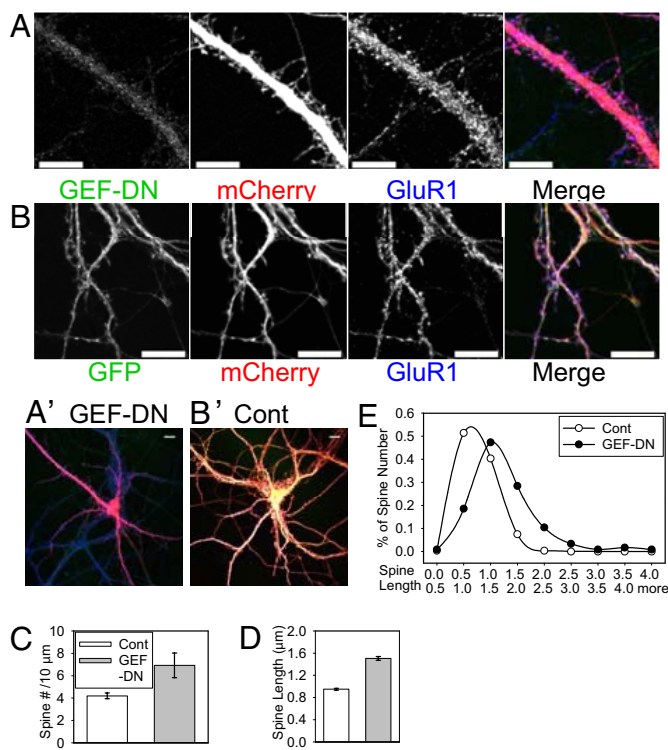 A
GEF-DN mCherry GluR1 Merge
B
GFP mCherry GluR1 Merge
A' GEF-DN B' Cont
E
Cont
GEF-DN
% of Spine Number
0.6
0.5
0.4
0.3
0.2
0.1
0.0
Spine 0.0 0.5 1.0 1.5 2.0 2.5 3.0 3.5 4.0
Length 0.5 1.0 1.5 2.0 2.5 3.0 3.5 4.0 more
C
Spine # /10 μm
10
8
6
4
2
0
Cont
GEF
-DN
D
Spine Length (μm)
1.6
1.2
0.8
0.4
0.0